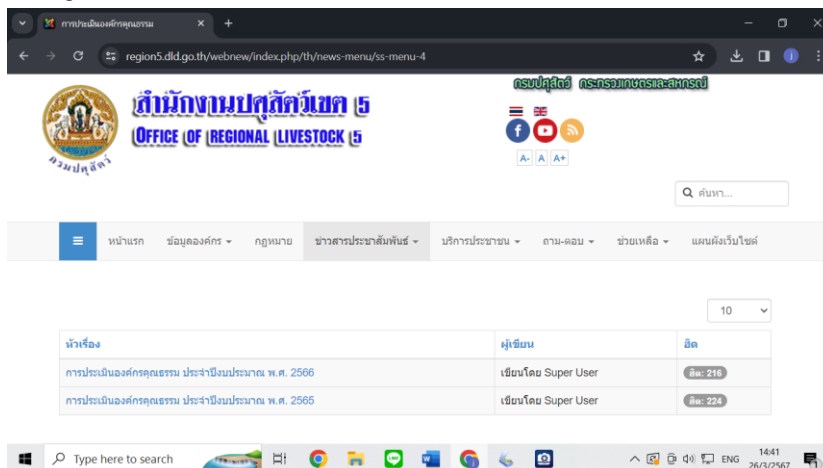 การประเมินองค์กรคุณธรรม
region5.dld.go.th/webnew/index.php/th/news-menu/ss-menu-4
กรมปศุสัตว์ กระทรวงเกษตรและสหกรณ์
สำนักงานปศุสัตว์เขต 5
OFFICE OF REGIONAL LIVESTOCK 5
กรมปศุสัตว์
A- A A+
ค้นหา...
หน้าแรก ข้อมูลองค์กร กฎหมาย ข่าวสารประชาสัมพันธ์ บริการประชาชน ถาม-ตอบ ช่วยเหลือ แผนผังเว็บไซต์
10
หัวเรื่อง ผู้เขียน ฮิต
การประเมินองค์กรคุณธรรม ประจำปีงบประมาณ พ.ศ. 2566 เขียนโดย Super User ฮิต: 216
การประเมินองค์กรคุณธรรม ประจำปีงบประมาณ พ.ศ. 2565 เขียนโดย Super User ฮิต: 224
Type here to search
ENG 14:41
26/3/2567